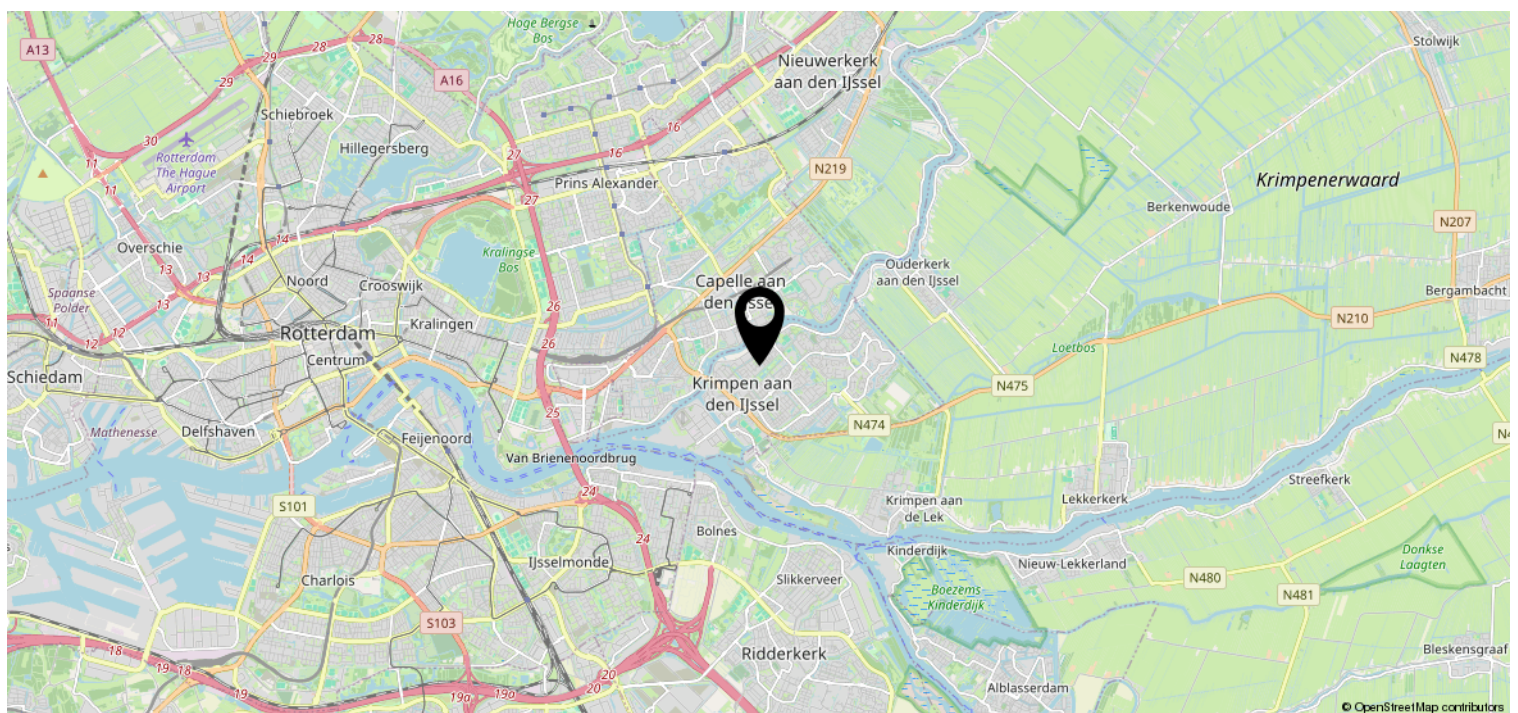 Hoge Bergse
Bos
A13
28
28
29
29
A16
Nieuwerkerk
aan den IJssel
Stolwijk
Schiebroek
Hillegersberg
30
16
16
27
27
11
11
Rotterdam
The Hague
Airport
Prins Alexander
N219
Krimpenerwaard
Berkenwoude
N207
Overschie
14
14
13
13
13
Kralingse
Bos
Noord
Crooswijk
Spaanse
Polder
Capelle aan
Ouderkerk
aan den IJssel
Bergambacht
26
26
11
12
12
Rotterdam
Kralingen
Centrum
N210
Loetbos
N478
Schiedam
Krimpen aan
den IJssel
N475
25
N474
Mathenesse
Delfshaven
Feijenoord
Van Brienenoordbrug
24
24
S101
Krimpen aan
de Lek
Lekkerkerk
Streefkerk
Bolnes
Kinderdijk
Nieuw-Lekkerland
Donkse
Laagten
IJsselmonde
Charlois
Slikkerveer
Boezems
Kinderdijk
N480
N481
S103
18
18
19
19
19a
19a
20
20
Ridderkerk
Bleskensgraaf
Alblasserdam
© OpenStreetMap contributors